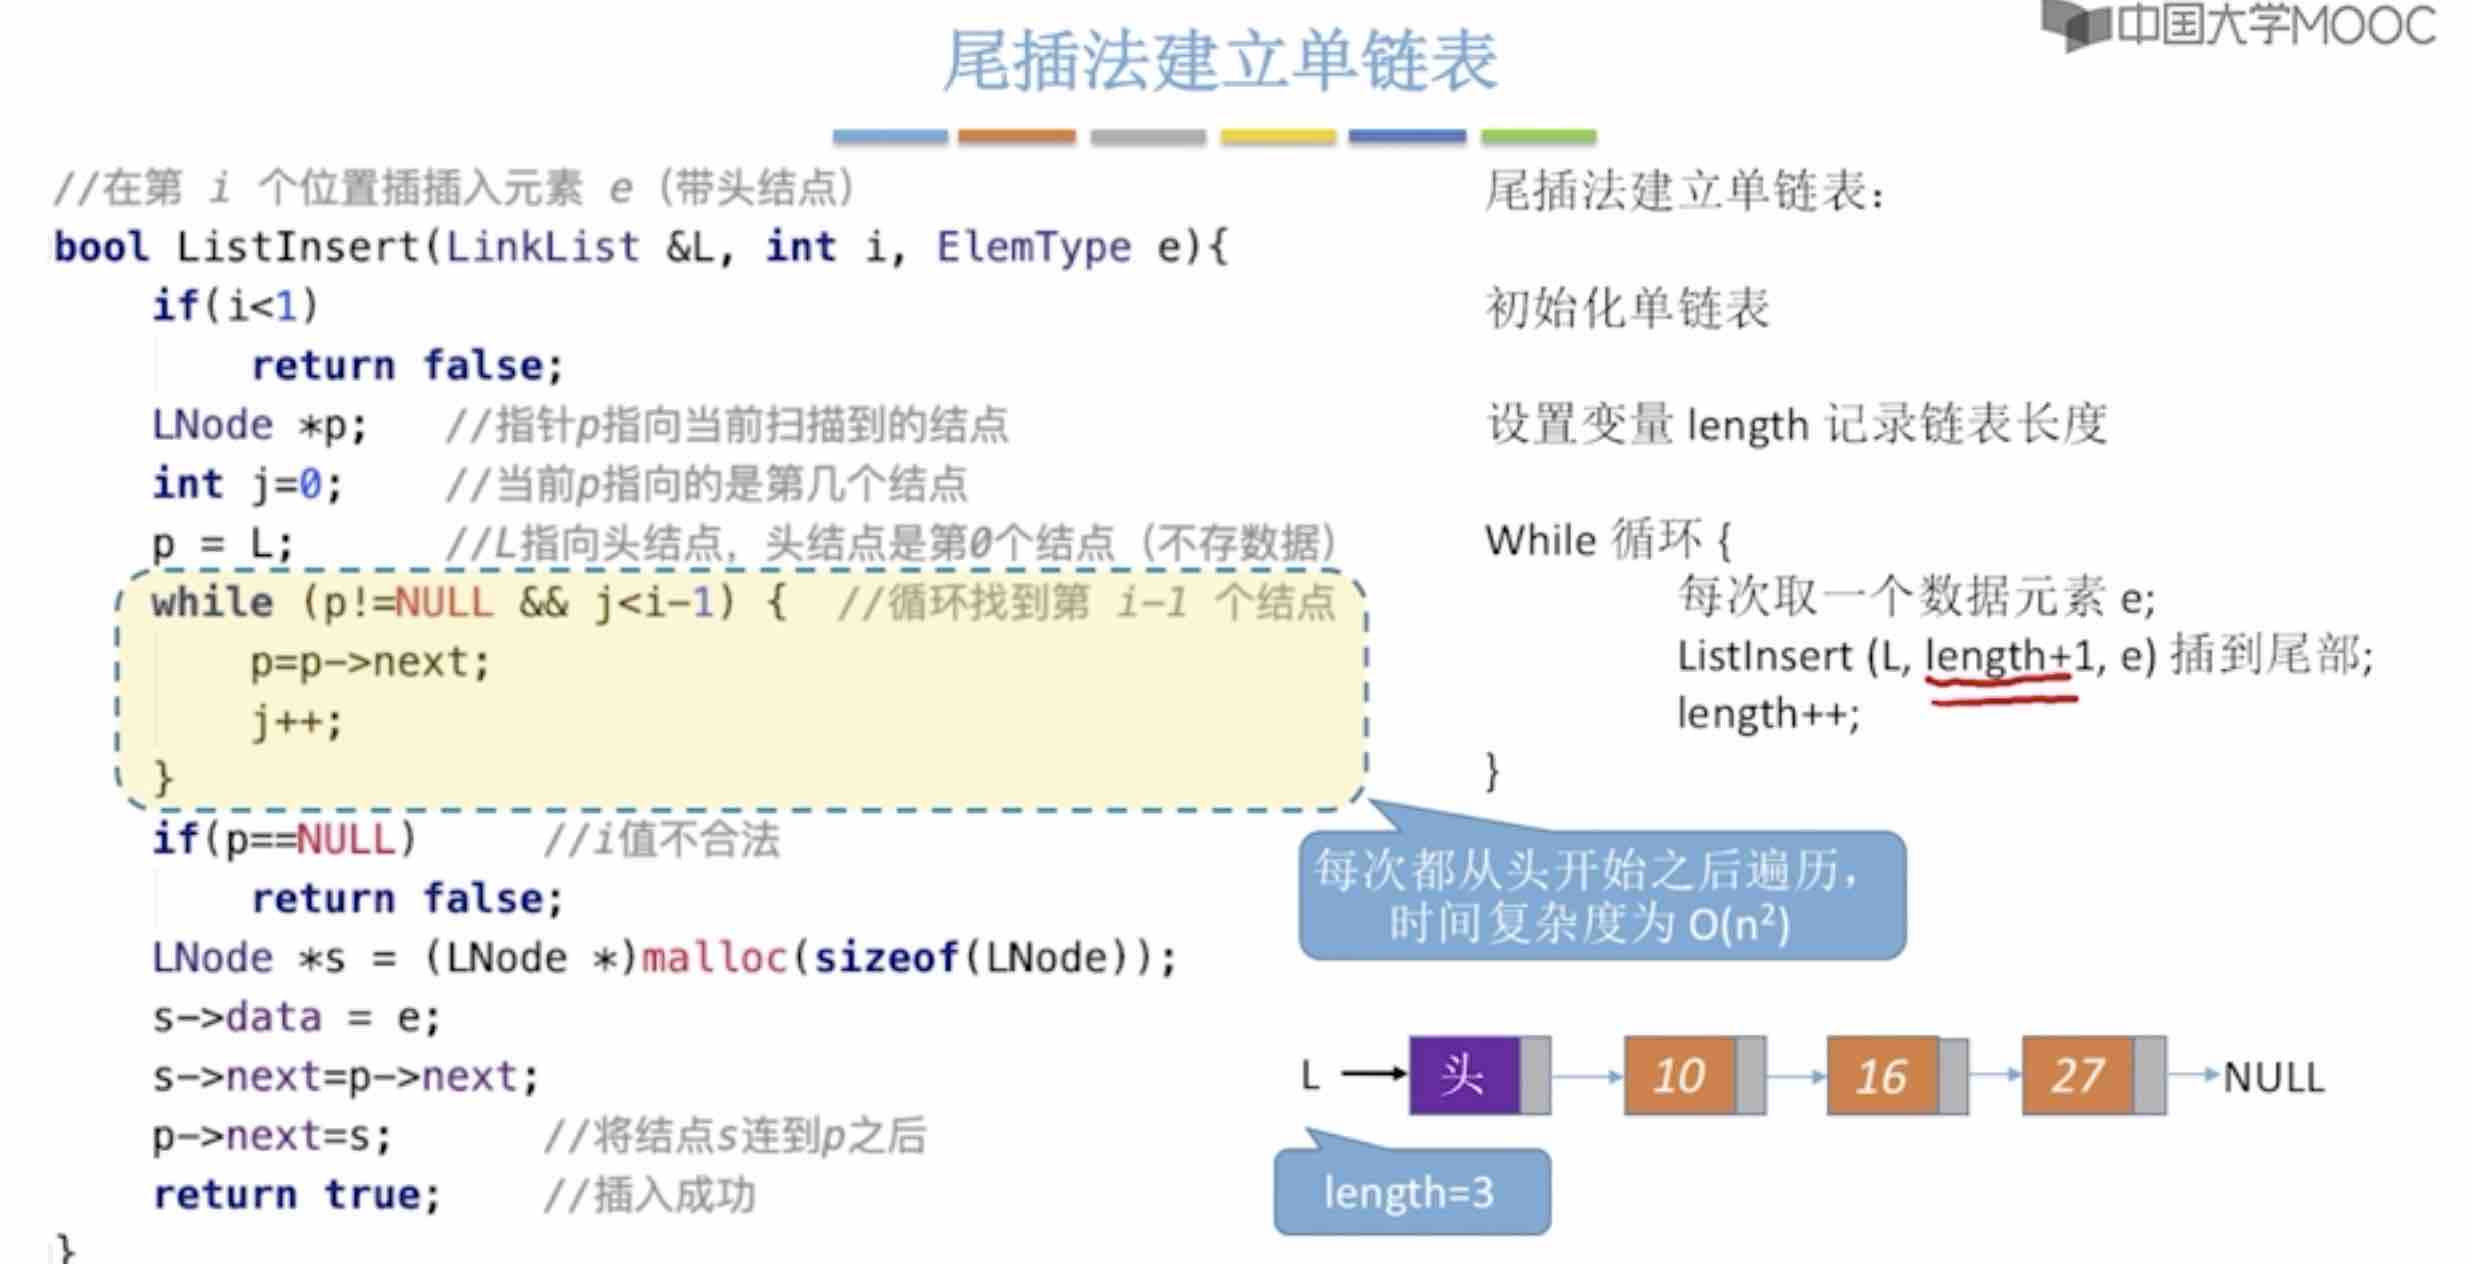 中国大学MOOC
尾插法建立单链表
//在第 i 个位置插插入元素 e（带头结点）
bool ListInsert(LinkList &L, int i, ElemType e){
if(i<1)
return false;
LNode *p; //指针p指向当前扫描到的结点
int j=0; //当前p指向的是第几个结点
p = L; //L指向头结点，头结点是第0个结点（不存数据）
while (p!=NULL && j<i-1) { //循环找到第 i-1 个结点
p=p->next;
j++;
}
if(p==NULL) //i值不合法
return false;
LNode *s = (LNode *)malloc(sizeof(LNode));
s->data = e;
s->next=p->next;
p->next=s; //将结点s连到p之后
return true; //插入成功
}
尾插法建立单链表：
初始化单链表
设置变量 length 记录链表长度
While 循环 {
每次取一个数据元素 e;
ListInsert (L, length+1, e) 插到尾部;
length++;
}
每次都从头开始之后遍历，
时间复杂度为 O(n²)
L 头 10 16 27 NULL
length=3